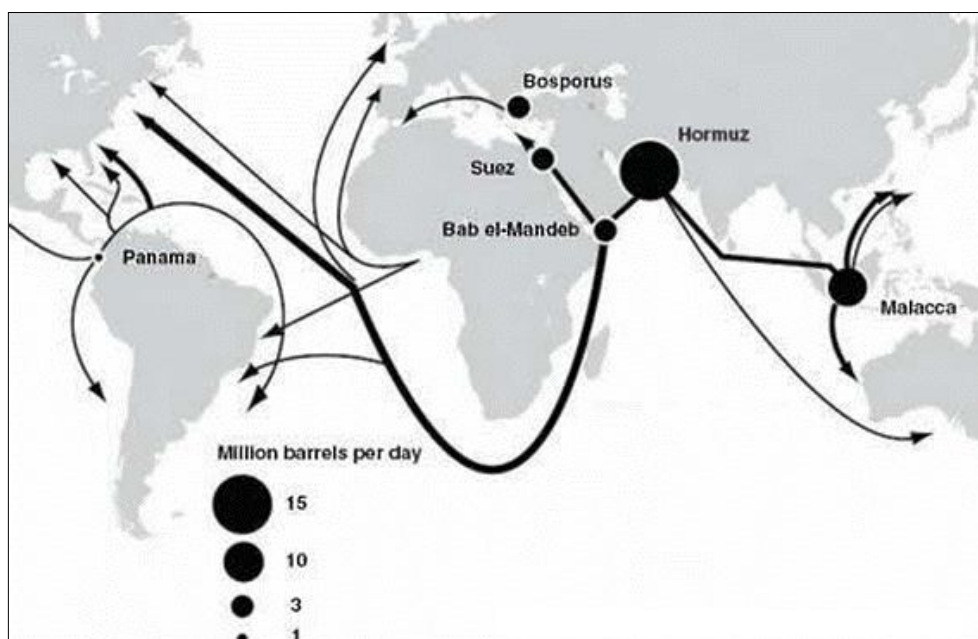 Bosporus
Hormuz
Suez
Bab el-Mandeb
Panama
Malacca
Million barrels per day
15
10
3
1